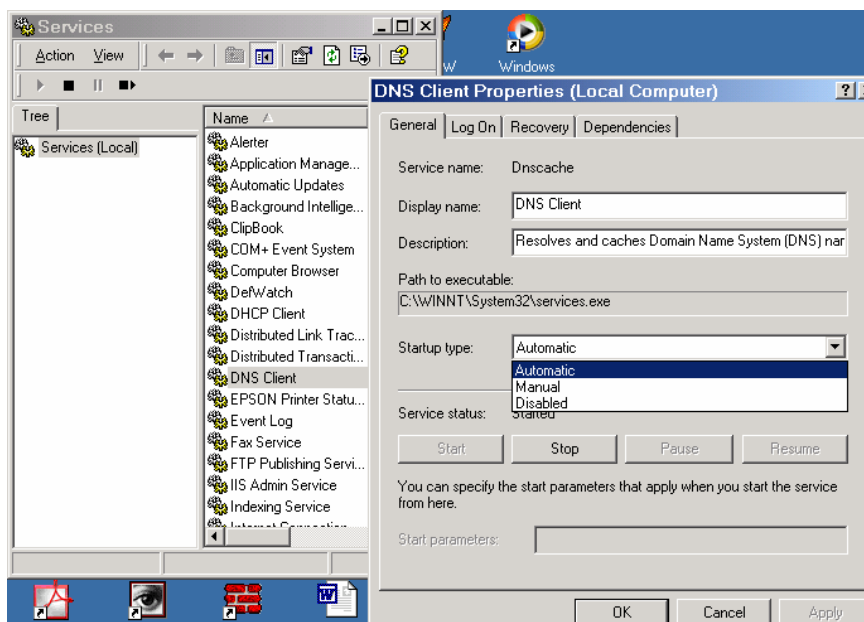 Services
Action View
Tree
Services (Local)
Name
Alerter
Application Manage...
Automatic Updates
Background Intellige...
ClipBook
COM+ Event System
Computer Browser
DefWatch
DHCP Client
Distributed Link Trac...
Distributed Transacti...
DNS Client
EPSON Printer Statu...
Event Log
Fax Service
FTP Publishing Servi...
IIS Admin Service
Indexing Service
Internet Connection
W
Windows
DNS Client Properties (Local Computer)
General Log On Recovery Dependencies
Service name: Dnscache
Display name: DNS Client
Description: Resolves and caches Domain Name System (DNS) nar
Path to executable:
C:\WINNT\System32\services.exe
Startup type: Automatic
Automatic
Manual
Disabled
Service status: Started
Start Stop Pause Resume
You can specify the start parameters that apply when you start the service
from here.
Start parameters:
OK Cancel Apply